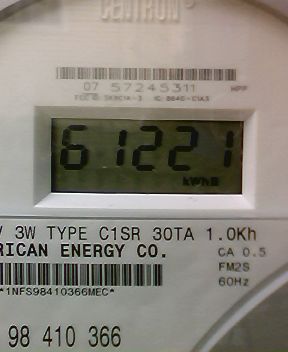 CENTRON
07 57245311
61221
kWh
V 3W TYPE C1SR 30TA 1.0Kh
RICAN ENERGY CO.
CA 0.5
FM2S
60Hz
*1NFS98410366MEC*
98 410 366